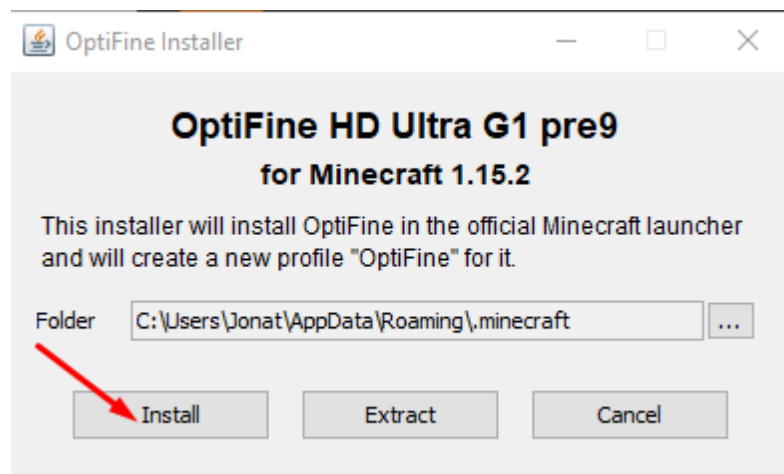 OptiFine Installer
OptiFine HD Ultra G1 pre9
for Minecraft 1.15.2
This installer will install OptiFine in the official Minecraft launcher
and will create a new profile "OptiFine" for it.
Folder C:\Users\Jonat\AppData\Roaming\.minecraft ...
Install Extract Cancel